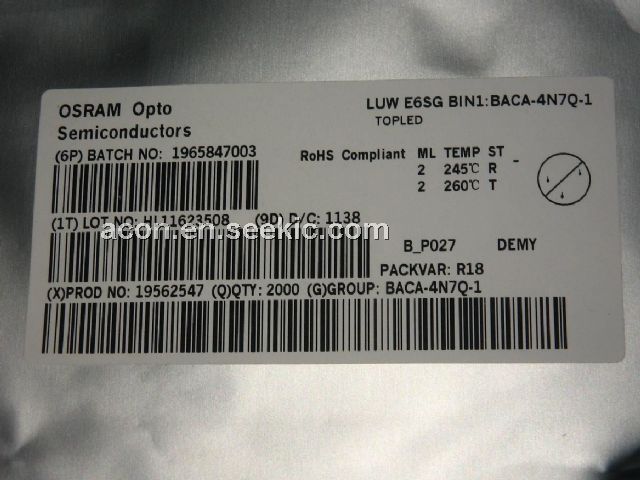 OSRAM Opto
Semiconductors
LUW E6SG BIN1:BACA-4N7Q-1
TOPLED
(6P) BATCH NO: 1965847003
RoHS Compliant ML TEMP ST
2 245℃ R
2 260℃ T
(1T) LOT NO: HL11623508 (9D) D/C: 1138
acon.en.seekic.com
B_P027 DEMY
PACKVAR: R18
(X)PROD NO: 19562547 (Q)QTY: 2000 (G)GROUP: BACA-4N7Q-1